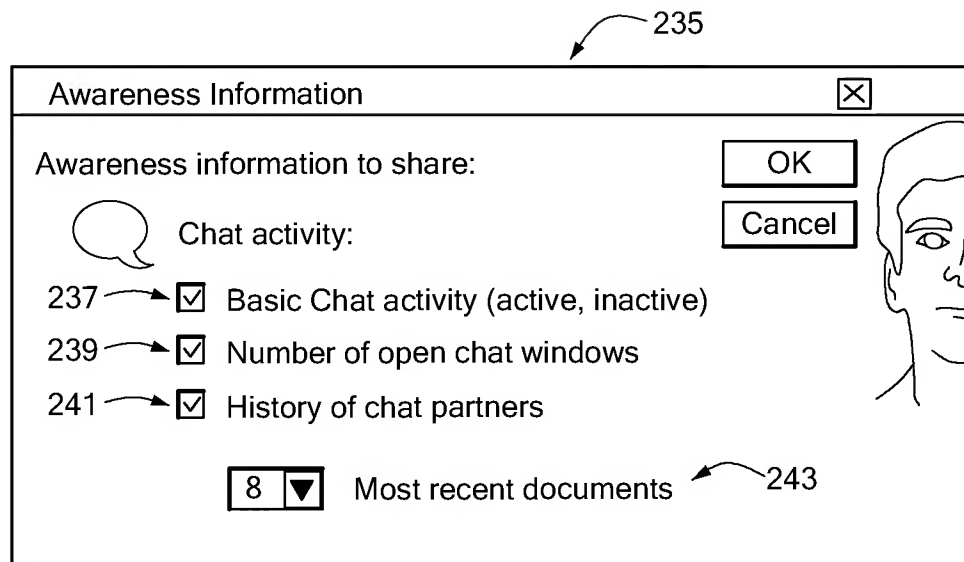 235
Awareness Information
Awareness information to share:
OK
Cancel
Chat activity:
237 Basic Chat activity (active, inactive)
239 Number of open chat windows
241 History of chat partners
8 Most recent documents 243